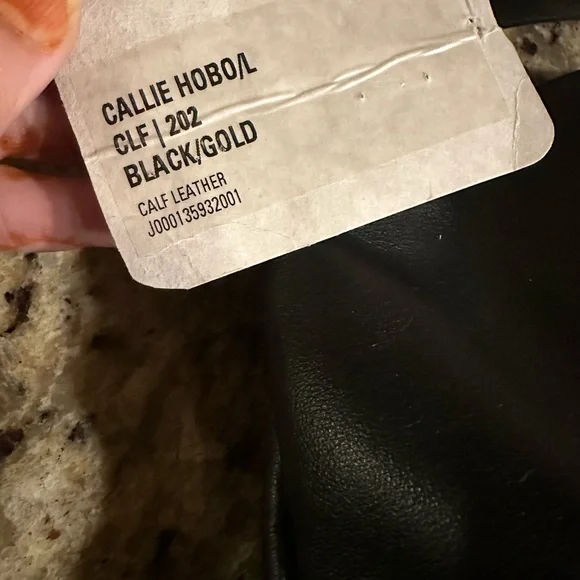 CALLIE HOBO/L
CLF | 202
BLACK/GOLD
CALF LEATHER
J000135932001